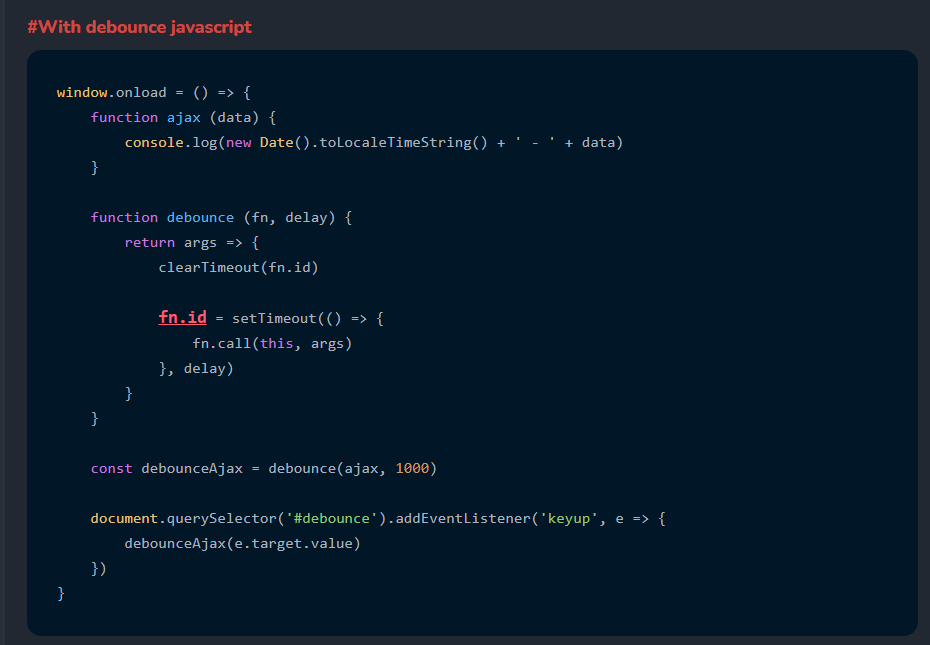 #With debounce javascript
window.onload = () => {
function ajax (data) {
console.log(new Date().toLocaleTimeString() + ' - ' + data)
}
function debounce (fn, delay) {
return args => {
clearTimeout(fn.id)
fn.id = setTimeout(() => {
fn.call(this, args)
}, delay)
}
}
const debounceAjax = debounce(ajax, 1000)
document.querySelector('#debounce').addEventListener('keyup', e => {
debounceAjax(e.target.value)
})
}